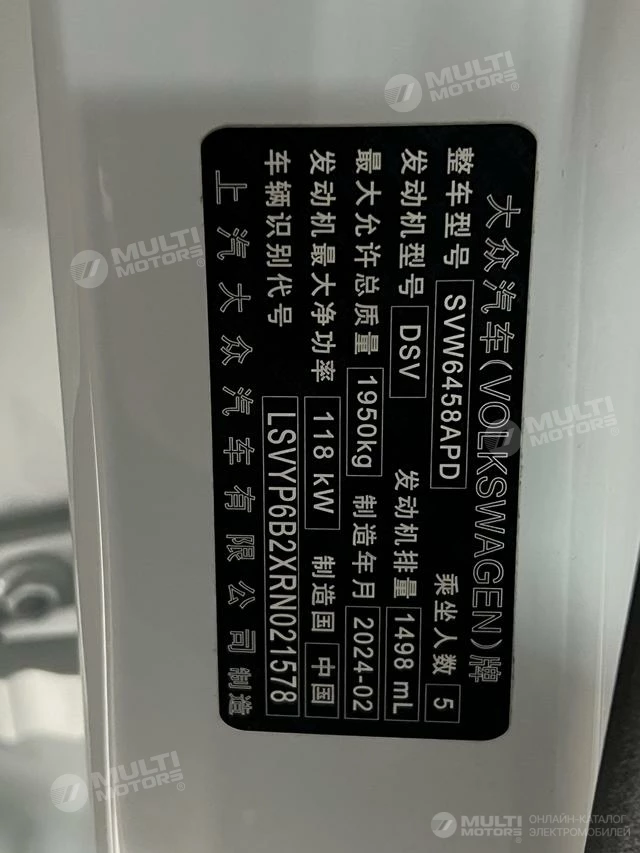 大众汽车(VOLKSWAGEN)牌
整车型号 SVW6458APD 乘坐人数 5
发动机型号 DSV 发动机排量 1498 mL
最大允许总质量 1950kg 制造年月 2024-02
发动机最大净功率 118 kW 制造国 中国
车辆识别代号 LSVYP6B2XRN021578
上汽大众汽车有限公司制造
MULTI
MOTORS®
MULTI
MOTORS®
MULTI
MOTORS®
MULTI
MOTORS®
MULTI
MOTORS®
MULTI
MOTORS®
ОНЛАЙН-КАТАЛОГ
ЭЛЕКТРОМОБИЛЕЙ